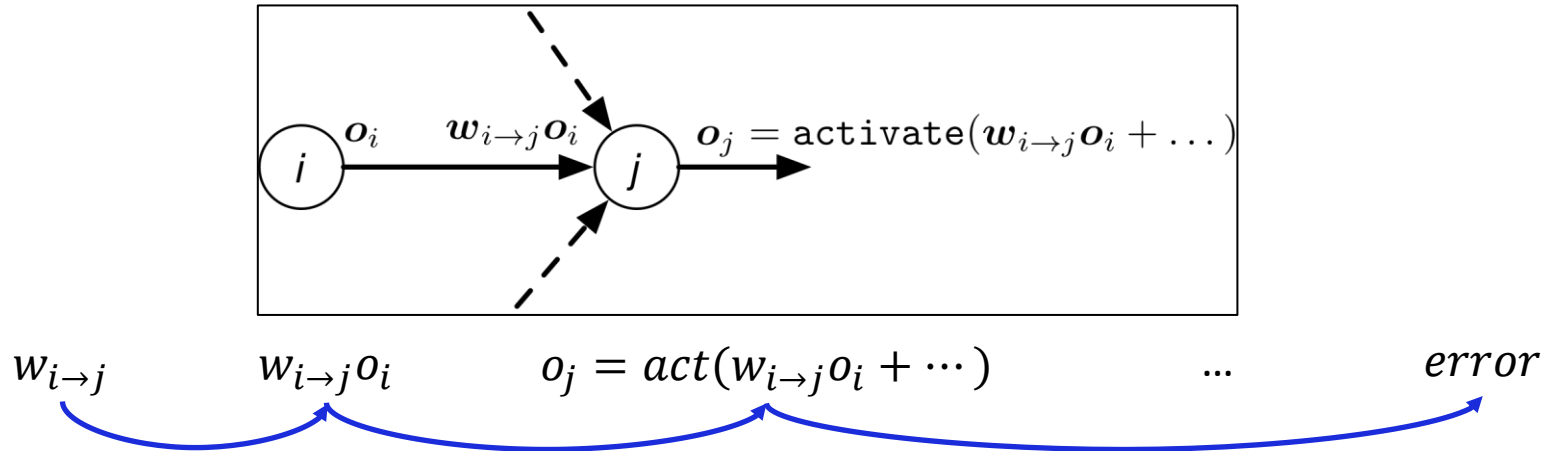 i o_i w_{i→j} o_i j o_j = activate(w_{i→j} o_i + ...)
w_{i→j} w_{i→j} o_i o_j = act(w_{i→j} o_i + ⋯) ... error